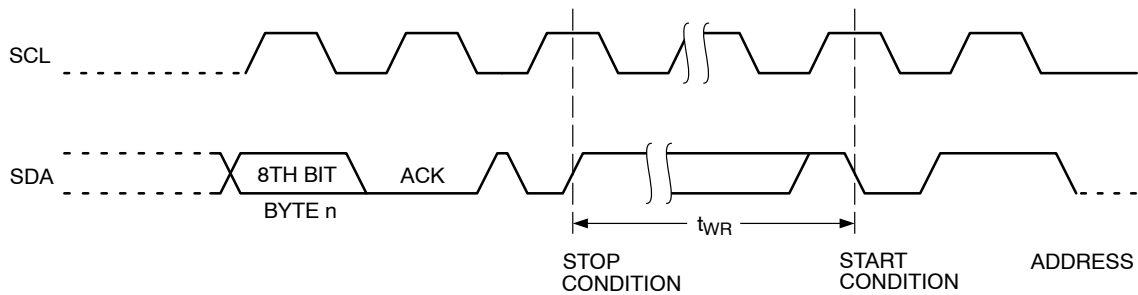 SCL
SDA
8TH BIT
ACK
BYTE n
tWR
STOP
CONDITION
START
CONDITION
ADDRESS